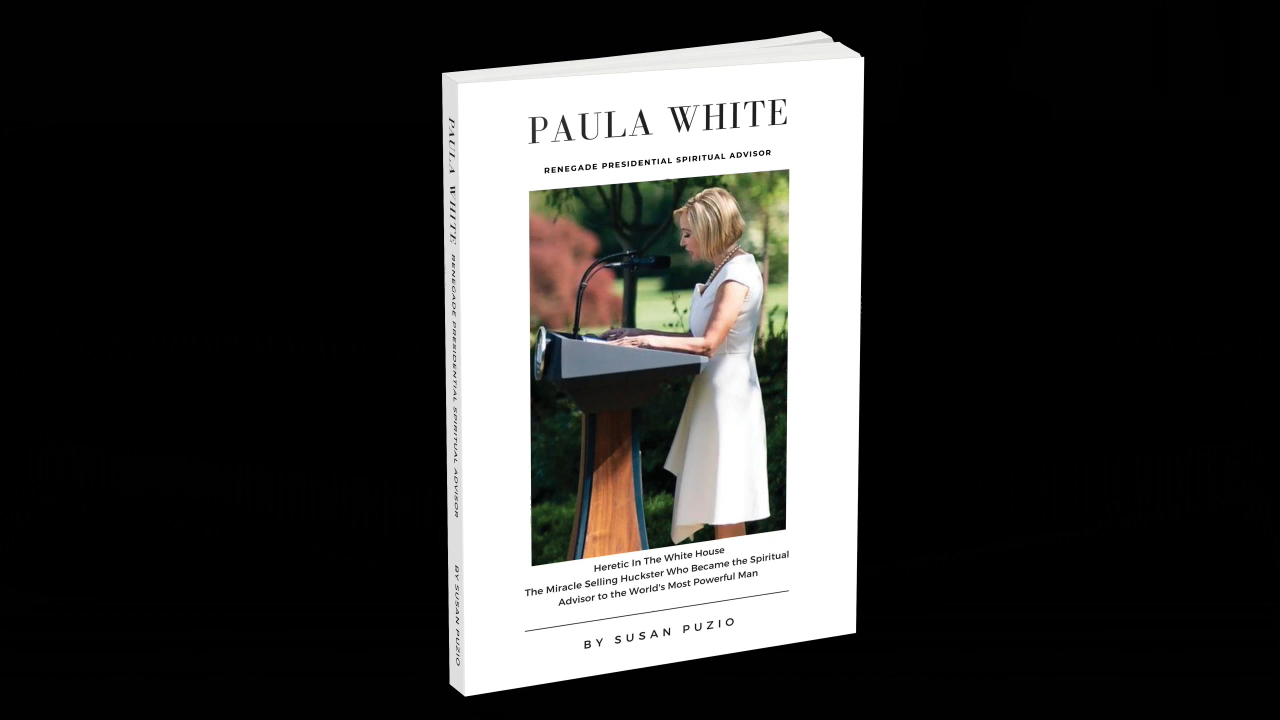 PAULA WHITE
RENEGADE PRESIDENTIAL SPIRITUAL ADVISOR
Heretic In The White House
The Miracle Selling Huckster Who Became the Spiritual
Advisor to the World's Most Powerful Man
BY SUSAN PUZIO
PAULA WHITE RENEGADE PRESIDENTIAL SPIRITUAL ADVISOR BY SUSAN PUZIO